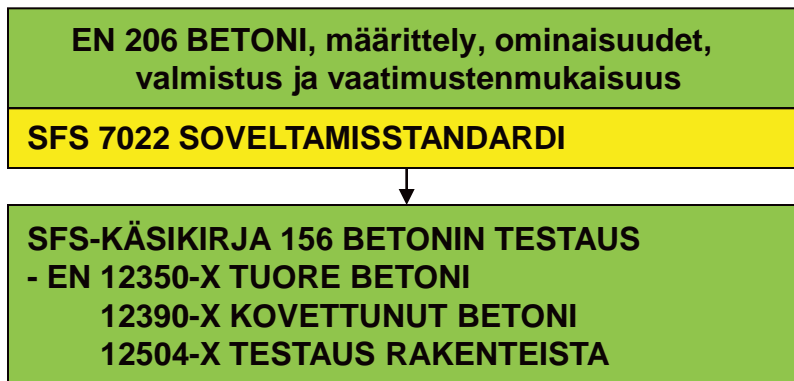 EN 206 BETONI, määrittely, ominaisuudet,
valmistus ja vaatimustenmukaisuus
SFS 7022 SOVELTAMISSTANDARDI
SFS-KÄSIKIRJA 156 BETONIN TESTAUS
- EN 12350-X TUORE BETONI
12390-X KOVETTUNUT BETONI
12504-X TESTAUS RAKENTEISTA